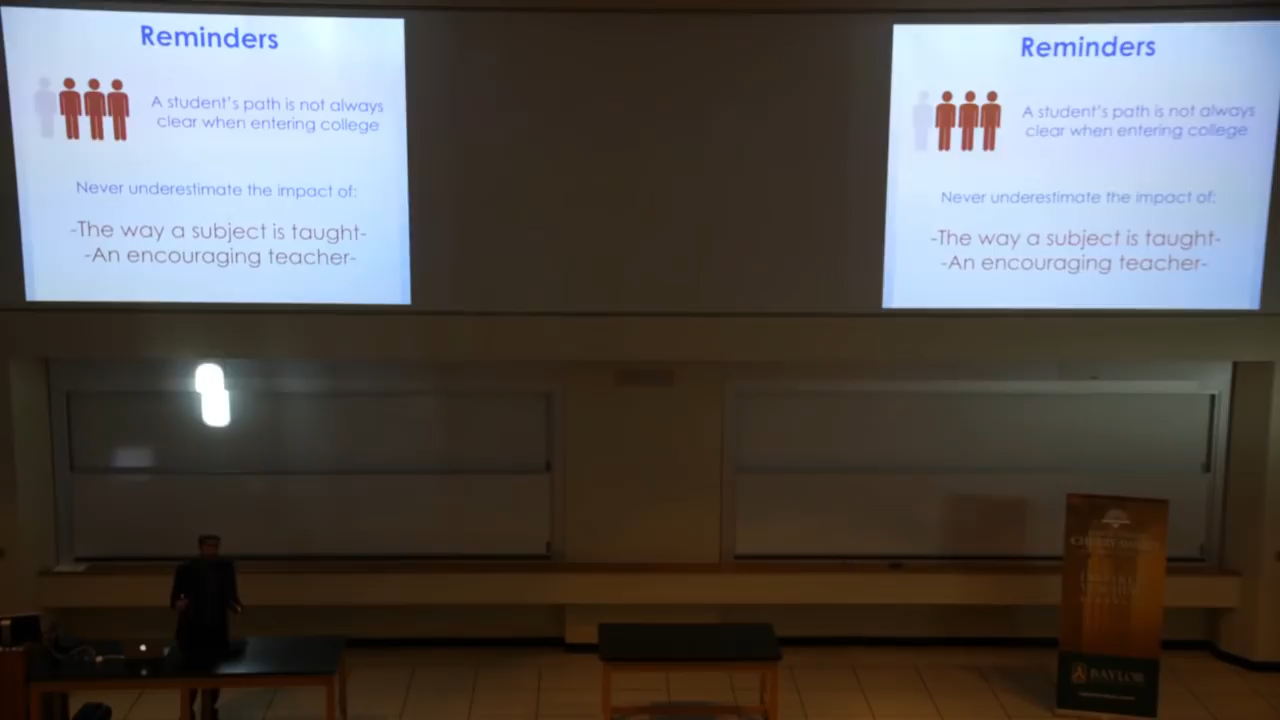 Reminders
A student's path is not always
clear when entering college
Never underestimate the impact of:
-The way a subject is taught-
-An encouraging teacher-
Reminders
A student's path is not always
clear when entering college
Never underestimate the impact of:
-The way a subject is taught-
-An encouraging teacher-
BAYLOR